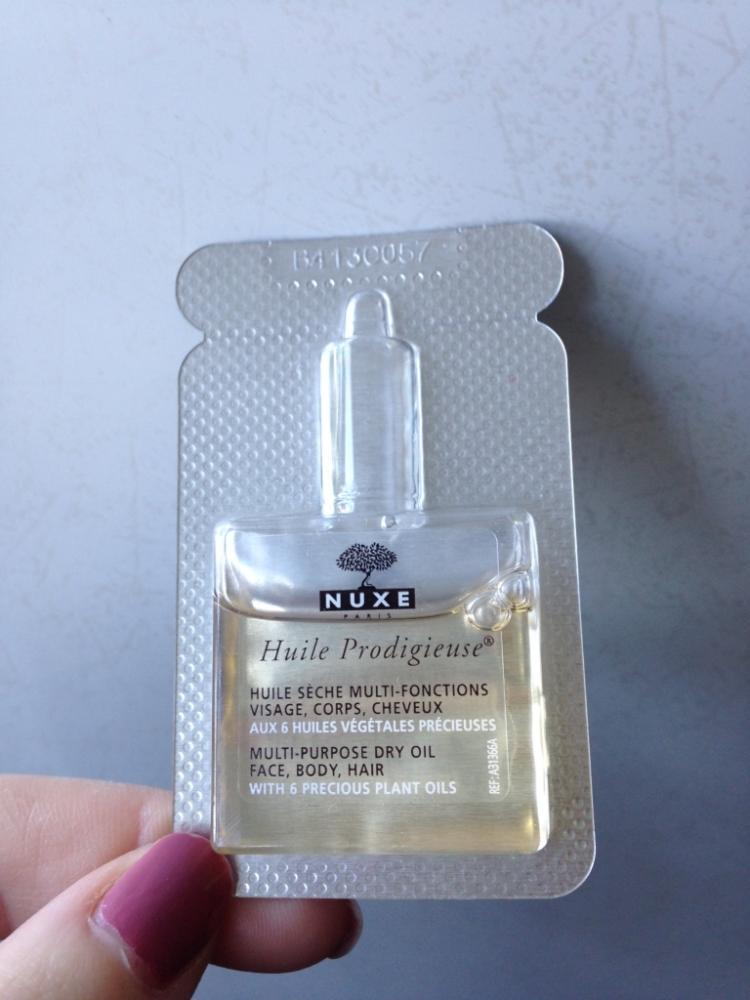 B4130057
NUXE
PARIS
Huile Prodigieuse®
HUILE SÈCHE MULTI-FONCTIONS
VISAGE, CORPS, CHEVEUX
AUX 6 HUILES VÉGÉTALES PRÉCIEUSES
MULTI-PURPOSE DRY OIL
FACE, BODY, HAIR
WITH 6 PRECIOUS PLANT OILS
REF: A31366A